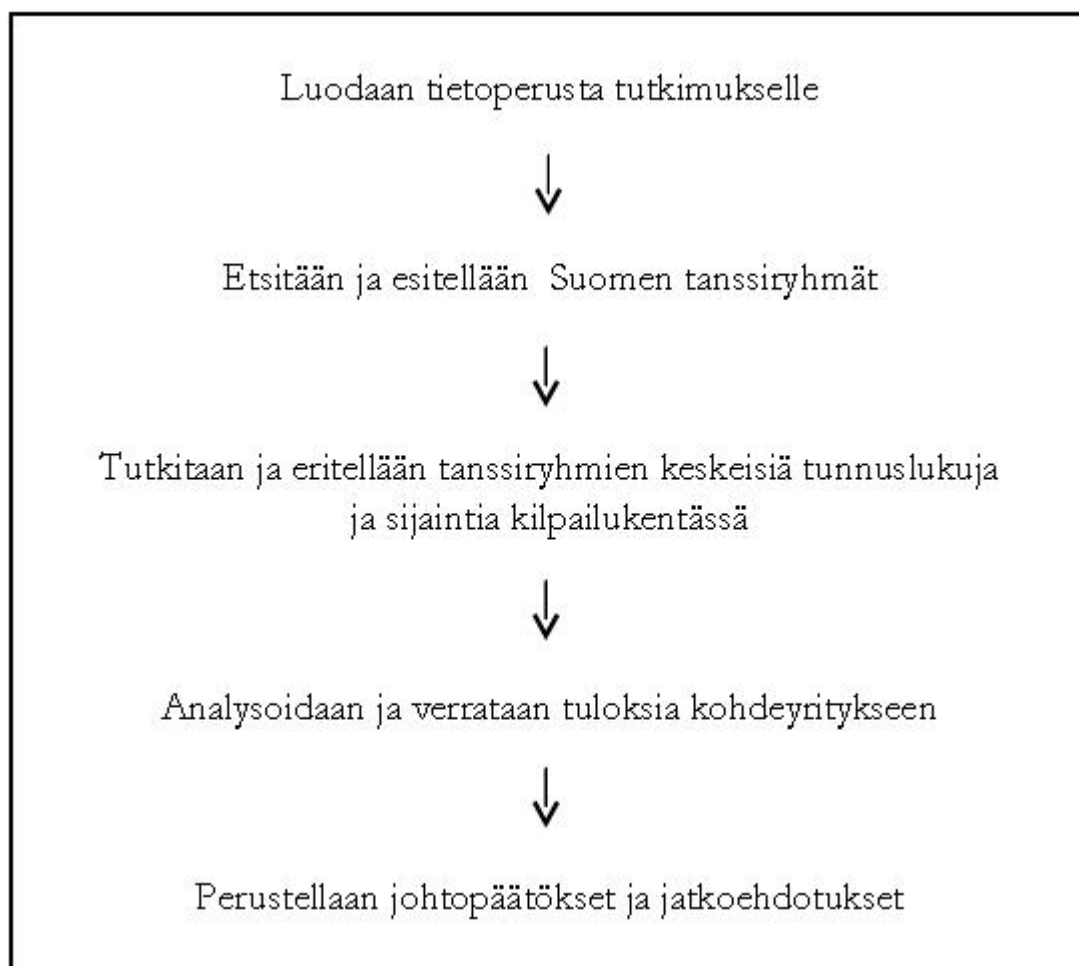 Luodaan tietoperusta tutkimukselle
Etsitään ja esitellään Suomen tanssiryhmät
Tutkitaan ja eritellään tanssiryhmien keskeisiä tunnuslukuja
ja sijaintia kilpailukentässä
Analysoidaan ja verrataan tuloksia kohdeyritykseen
Perustellaan johtopäätökset ja jatkoehdotukset